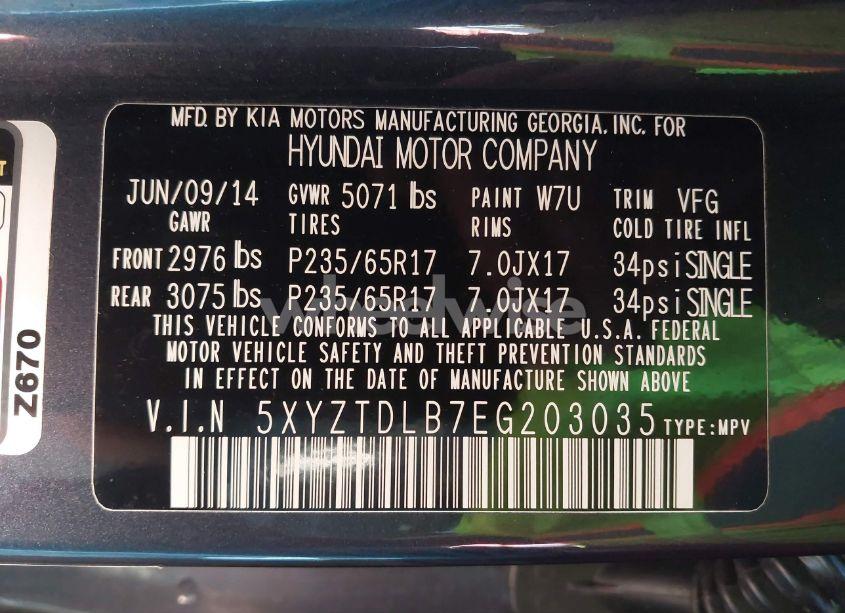 MFD. BY KIA MOTORS MANUFACTURING GEORGIA, INC. FOR
HYUNDAI MOTOR COMPANY
JUN/09/14 GVWR 5071 lbs PAINT W7U TRIM VFG
GAWR TIRES RIMS COLD TIRE INFL
FRONT 2976 lbs P235/65R17 7.0JX17 34psi SINGLE
REAR 3075 lbs P235/65R17 7.0JX17 34psi SINGLE
wheelwise
THIS VEHICLE CONFORMS TO ALL APPLICABLE U.S.A. FEDERAL
MOTOR VEHICLE SAFETY AND THEFT PREVENTION STANDARDS
IN EFFECT ON THE DATE OF MANUFACTURE SHOWN ABOVE
V.I.N 5XYZTDLB7EG203035 TYPE:MPV
Z670